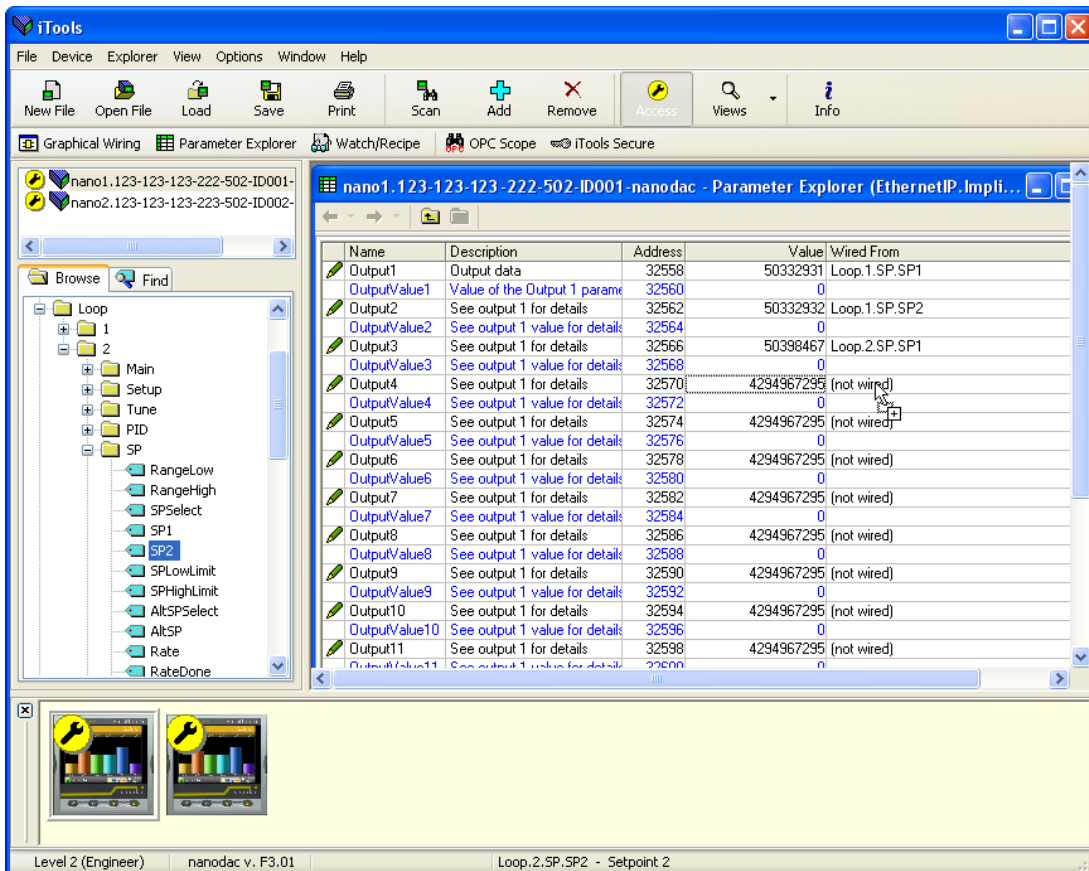 iTools
File Device Explorer View Options Window Help
New File Open File Load Save Print Scan Add Remove Access Views Info
Graphical Wiring Parameter Explorer Watch/Recipe OPC Scope iTools Secure
nano1.123-123-123-222-502-ID001-
nano2.123-123-123-223-502-ID002-
Browse Find
Loop
1
2
Main
Setup
Tune
PID
SP
RangeLow
RangeHigh
SPSelect
SP1
SP2
SPLowLimit
SPHighLimit
AltSPSelect
AltSP
Rate
RateDone
nano1.123-123-123-222-502-ID001-nanodac - Parameter Explorer (EthernetIP.Impli...
Name Description Address Value Wired From
Output1 Output data 32558 50332931 Loop.1.SP.SP1
OutputValue1 Value of the Output 1 parame 32560 0
Output2 See output 1 for details 32562 50332932 Loop.1.SP.SP2
OutputValue2 See output 1 value for details 32564 0
Output3 See output 1 for details 32566 50398467 Loop.2.SP.SP1
OutputValue3 See output 1 value for details 32568 0
Output4 See output 1 for details 32570 4294967295 (not wired)
OutputValue4 See output 1 value for details 32572 0
Output5 See output 1 for details 32574 4294967295 (not wired)
OutputValue5 See output 1 value for details 32576 0
Output6 See output 1 for details 32578 4294967295 (not wired)
OutputValue6 See output 1 value for details 32580 0
Output7 See output 1 for details 32582 4294967295 (not wired)
OutputValue7 See output 1 value for details 32584 0
Output8 See output 1 for details 32586 4294967295 (not wired)
OutputValue8 See output 1 value for details 32588 0
Output9 See output 1 for details 32590 4294967295 (not wired)
OutputValue9 See output 1 value for details 32592 0
Output10 See output 1 for details 32594 4294967295 (not wired)
OutputValue10 See output 1 value for details 32596 0
Output11 See output 1 for details 32598 4294967295 (not wired)
OutputValue11 See output 1 value for details 32600 0
Level 2 (Engineer) nanodac v. F3.01 Loop.2.SP.SP2 - Setpoint 2